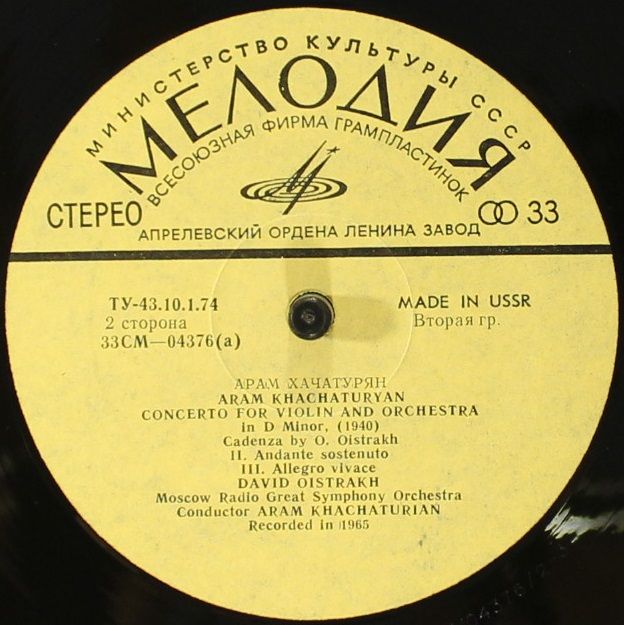 МИНИСТЕРСТВО КУЛЬТУРЫ СССР
МЕЛОДИЯ
ВСЕСОЮЗНАЯ ФИРМА ГРАМПЛАСТИНОК
СТЕРЕО
33
АПРЕЛЕВСКИЙ ОРДЕНА ЛЕНИНА ЗАВОД
ТУ-43.10.1.74
MADE IN USSR
2 сторона
Вторая гр.
33СМ—04376(а)
АРАМ ХАЧАТУРЯН
ARAM KHACHATURYAN
CONCERTO FOR VIOLIN AND ORCHESTRA
in D Minor, (1940)
Cadenza by O. Oistrakh
II. Andante sostenuto
III. Allegro vivace
DAVID OISTRAKH
Moscow Radio Great Symphony Orchestra
Conductor ARAM KHACHATURIAN
Recorded in 1965